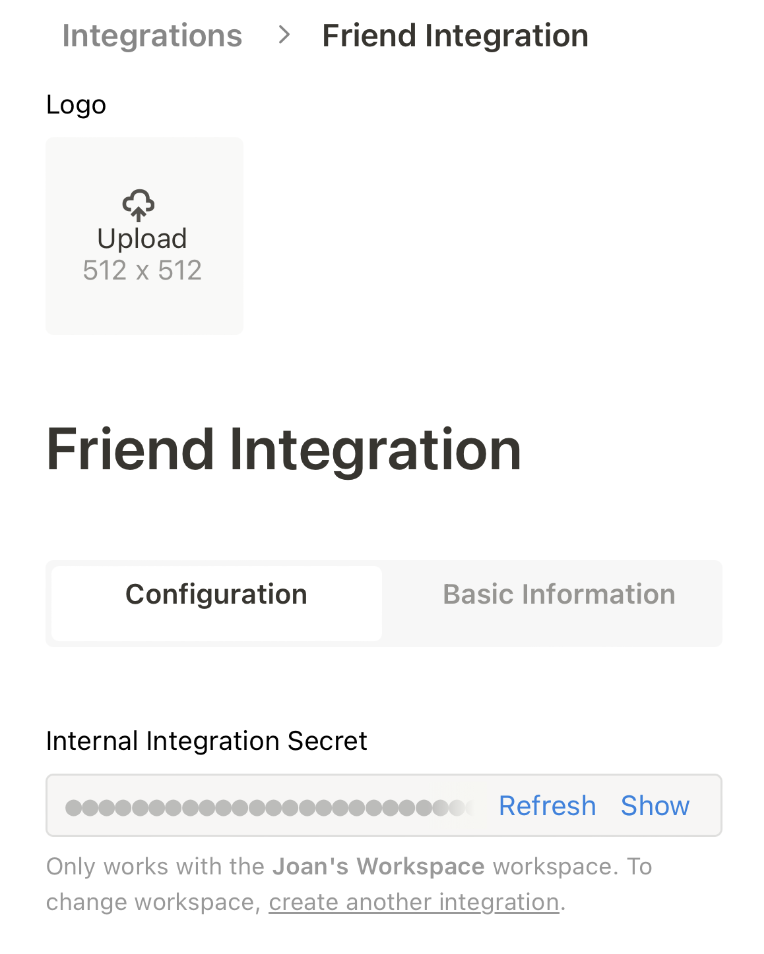 Integrations > Friend Integration
Logo
Upload
512 x 512
Friend Integration
Configuration Basic Information
Internal Integration Secret
Refresh Show
Only works with the Joan's Workspace workspace. To
change workspace, create another integration.